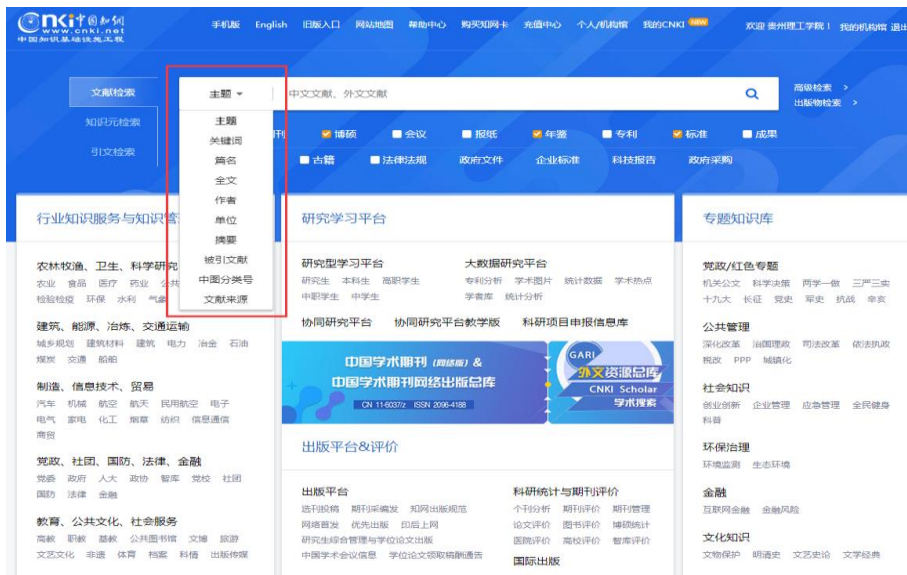 cnki 中国知网
www.cnki.net
中国知识基础设施工程
手机版 English 旧版入口 网站地图 帮助中心 购买知网卡 充值中心 个人/机构馆 我的CNKI NEW 欢迎 贵州理工学院! 我的机构馆 退出
文献检索
知识元检索
引文检索
主题 中文文献、外文文献
高级检索 >
出版物检索 >
主题
关键词
篇名
全文
作者
单位
摘要
被引文献
中图分类号
文献来源
刊 博硕 会议 报纸 年鉴 专利 标准 成果
古籍 法律法规 政府文件 企业标准 科技报告 政府采购
行业知识服务与知识管
农林牧渔、卫生、科学研究
农业 食品 医疗 药业 公共
检验检疫 环保 水利 气象
建筑、能源、冶炼、交通运输
城乡规划 建筑材料 建筑 电力 冶金 石油
煤炭 交通 船舶
制造、信息技术、贸易
汽车 机械 航空 航天 民用航空 电子
电气 家电 化工 烟草 纺织 信息通信
商贸
党政、社团、国防、法律、金融
党委 政府 人大 政协 智库 党校 社团
国防 法律 金融
教育、公共文化、社会服务
高教 职教 基教 公共图书馆 文博 旅游
文艺文化 非遗 体育 档案 科情 出版传媒
研究学习平台
研究型学习平台
研究生 本科生 高职学生
中职学生 中学生
大数据研究平台
专利分析 学术图片 统计数据 学术热点
学者库 统计分析
协同研究平台 协同研究平台教学版 科研项目申报信息库
中国学术期刊(网络版)&
中国学术期刊网络出版总库
CN 11-6037/z ISSN 2096-4188
GARI
外文资源总库
CNKI Scholar
学术搜索
出版平台&评价
出版平台
选刊投稿 期刊采编发 知网出版规范
网络首发 优先出版 印后上网
研究生综合管理与学位论文出版
中国学术会议信息 学位论文领取稿酬通告
科研统计与期刊评价
个刊分析 期刊评价 期刊管理
论文评价 图书评价 博硕统计
医院评价 高校评价 智库评价
国际出版
专题知识库
党政/红色专题
机关公文 科学决策 两学一做 三严三实
十九大 长征 党史 军史 抗战 辛亥
公共管理
深化改革 治国理政 司法改革 依法执政
税改 PPP 城镇化
社会知识
创业创新 企业管理 应急管理 全民健身
科普
环保治理
环境监测 生态环境
金融
互联网金融 金融风险
文化知识
文物保护 明清史 文艺史论 文学经典